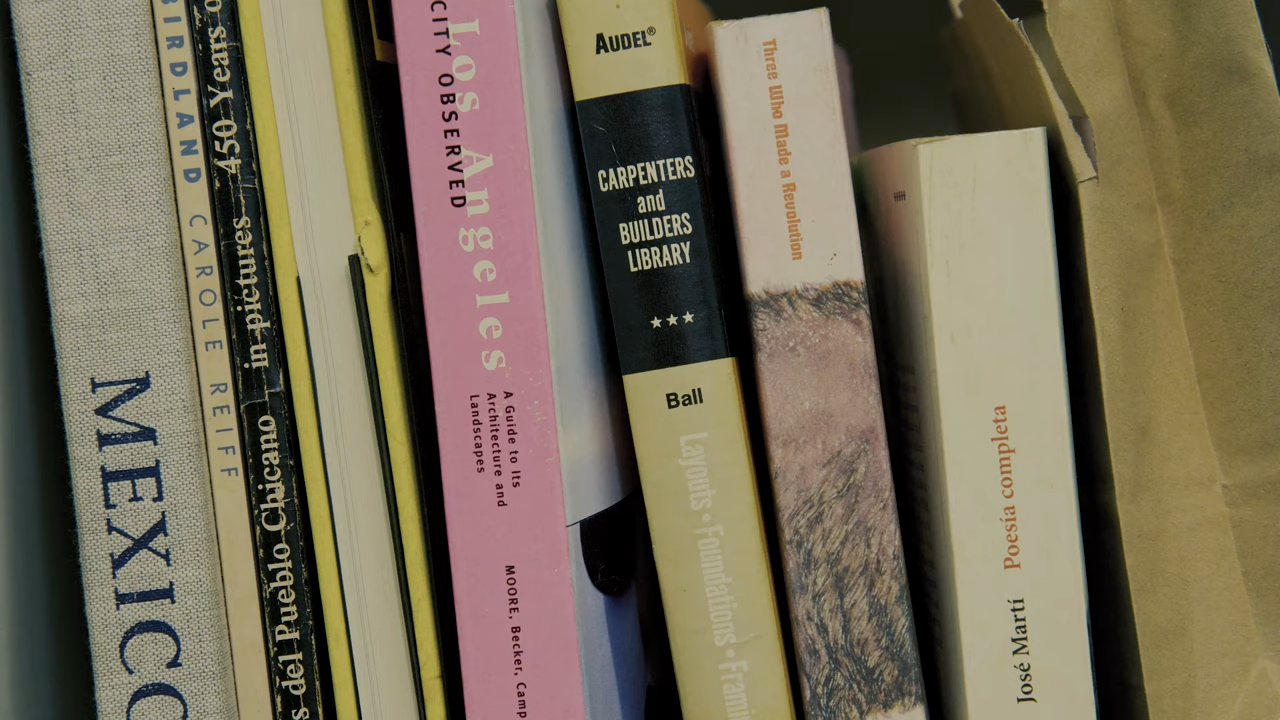 MEXICO
BIRDLAND CAROLE REIFF
450 Years
del Pueblo Chicano in pictures
Los Angeles
CITY OBSERVED
A Guide to Its
Architecture and
Landscapes
MOORE, Becker, Camp
AUDEL®
CARPENTERS
and
BUILDERS
LIBRARY
★★★
Ball
Layouts • Foundations • Frami
Three Who Made a Revolution
José Martí Poesía completa